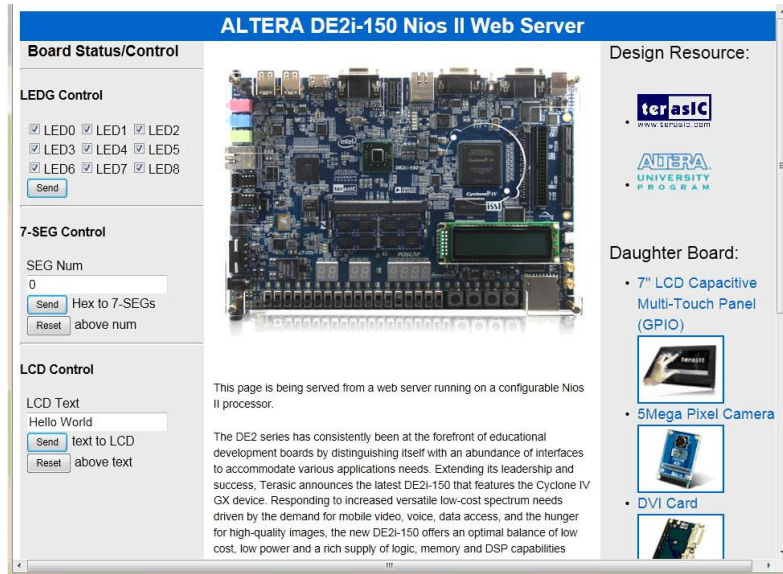 ALTERA DE2i-150 Nios II Web Server
Board Status/Control
LEDG Control
LED0 LED1 LED2
LED3 LED4 LED5
LED6 LED7 LED8
Send
7-SEG Control
SEG Num
0
Send Hex to 7-SEGs
Reset above num
LCD Control
LCD Text
Hello World
Send text to LCD
Reset above text
intel
DE2i-150
terasic
Cyclone IV
ISSI
This page is being served from a web server running on a configurable Nios
II processor.
The DE2 series has consistently been at the forefront of educational
development boards by distinguishing itself with an abundance of interfaces
to accommodate various applications needs. Extending its leadership and
success, Terasic announces the latest DE2i-150 that features the Cyclone IV
GX device. Responding to increased versatile low-cost spectrum needs
driven by the demand for mobile video, voice, data access, and the hunger
for high-quality images, the new DE2i-150 offers an optimal balance of low
cost, low power and a rich supply of logic, memory and DSP capabilities
Design Resource:
terasIC
www.terasic.com
ALTERA
UNIVERSITY
PROGRAM
Daughter Board:
7" LCD Capacitive
Multi-Touch Panel
(GPIO)
terasic
5Mega Pixel Camera
DVI Card